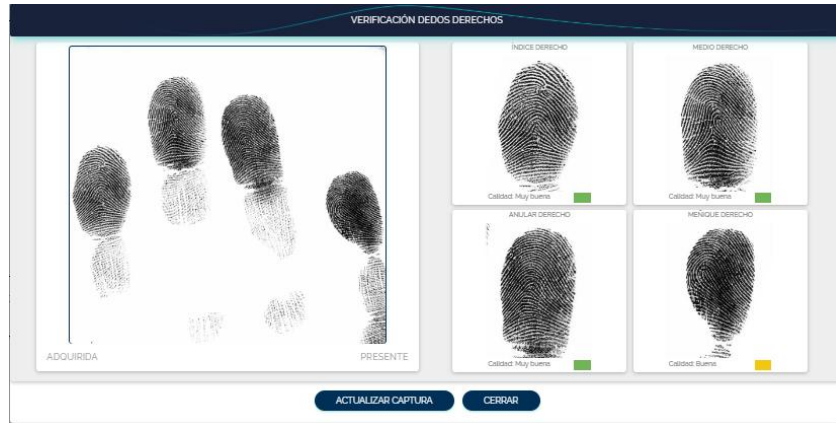 VERIFICACIÓN DEDOS DERECHOS
ÍNDICE DERECHO
MEDIO DERECHO
Calidad: Muy buena
Calidad: Muy buena
ANULAR DERECHO
MEÑIQUE DERECHO
Calidad: Muy buena
Calidad: Buena
ADQUIRIDA
PRESENTE
ACTUALIZAR CAPTURA
CERRAR